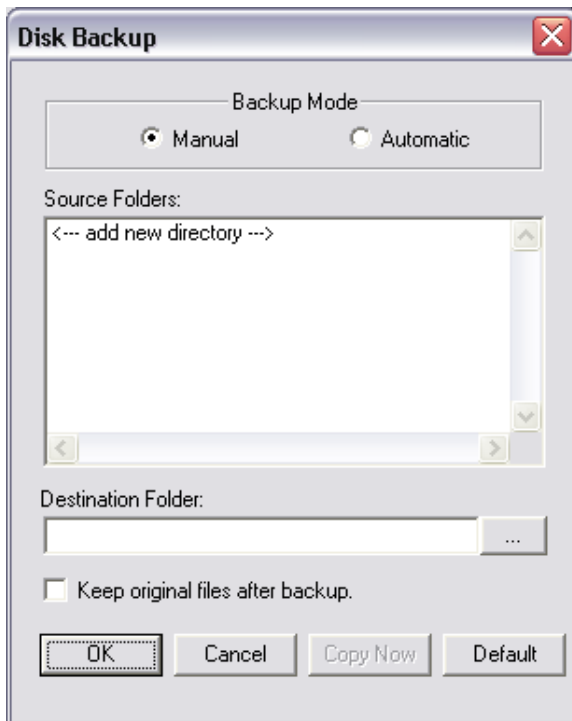 Disk Backup
Backup Mode
Manual Automatic
Source Folders:
<--- add new directory --->
Destination Folder:
...
Keep original files after backup.
OK Cancel Copy Now Default